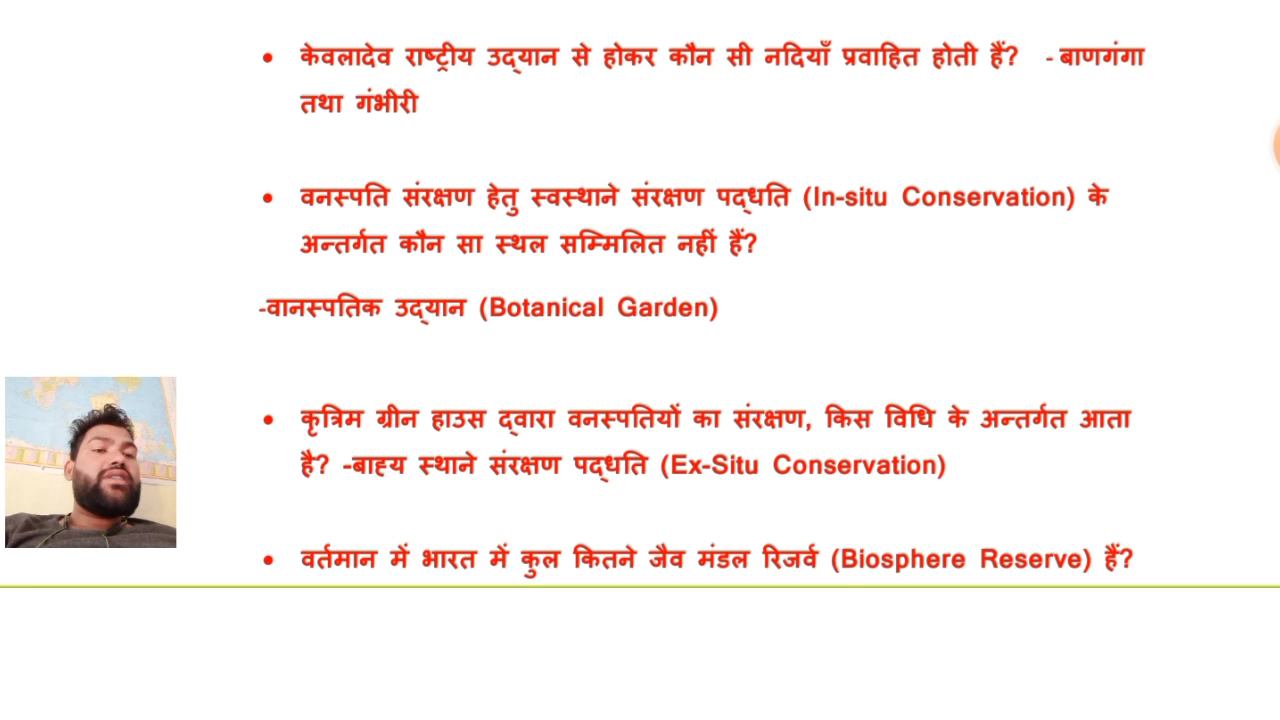 • केवलादेव राष्ट्रीय उद्यान से होकर कौन सी नदियाँ प्रवाहित होती हैं? - बाणगंगा
तथा गंभीरी
• वनस्पति संरक्षण हेतु स्वस्थाने संरक्षण पद्धति (In-situ Conservation) के
अन्तर्गत कौन सा स्थल सम्मिलित नहीं हैं?
-वानस्पतिक उद्यान (Botanical Garden)
• कृत्रिम ग्रीन हाउस द्वारा वनस्पतियों का संरक्षण, किस विधि के अन्तर्गत आता
है? -बाह्य स्थाने संरक्षण पद्धति (Ex-Situ Conservation)
• वर्तमान में भारत में कुल कितने जैव मंडल रिजर्व (Biosphere Reserve) हैं?